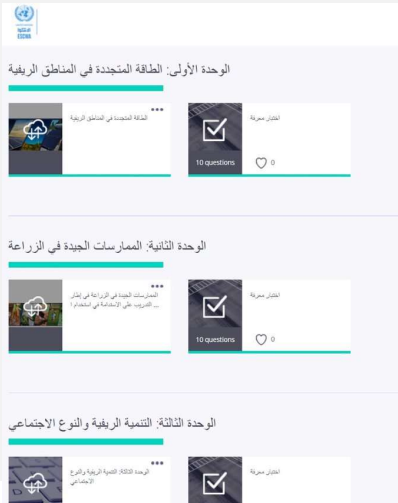 الإسكوا
ESCWA
الوحدة الأولى: الطاقة المتجددة في المناطق الريفية
الطاقة المتجددة في المناطق الريفية
اختبار معرفة
10 questions
0
الوحدة الثانية: الممارسات الجيدة في الزراعة
الممارسات الجيدة في الزراعة في إطار
... التدريب على الاستدامة في استخدام ا
اختبار معرفة
10 questions
0
الوحدة الثالثة: التنمية الريفية والنوع الاجتماعي
الوحدة الثالثة: التنمية الريفية والنوع
الاجتماعي
اختبار معرفة